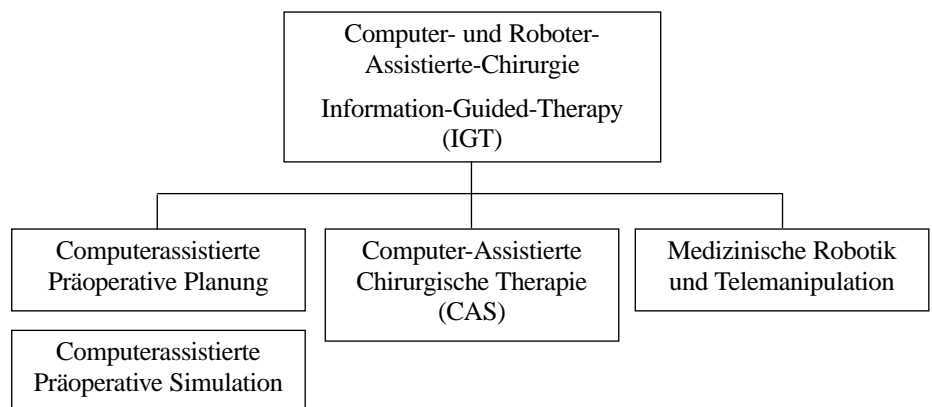 Computer- und Roboter-
Assistierte-Chirurgie
Information-Guided-Therapy
(IGT)
Computerassistierte
Präoperative Planung
Computer-Assistierte
Chirurgische Therapie
(CAS)
Medizinische Robotik
und Telemanipulation
Computerassistierte
Präoperative Simulation